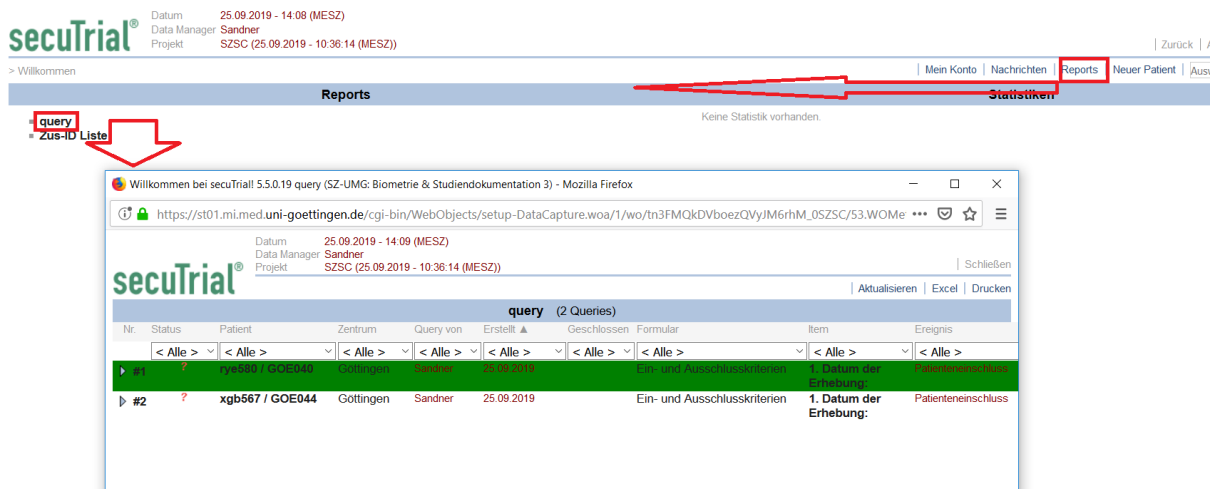 secuTrial®
Datum 25.09.2019 - 14:08 (MESZ)
Data Manager Sandner
Projekt SZSC (25.09.2019 - 10:36:14 (MESZ))
| Zurück |
> Willkommen
| Mein Konto | Nachrichten | Reports | Neuer Patient |
Reports
Statistiken
query
Zus-ID Liste
Keine Statistik vorhanden.
Willkommen bei secuTrial! 5.5.0.19 query (SZ-UMG: Biometrie & Studiendokumentation 3) - Mozilla Firefox
https://st01.mi.med.uni-goettingen.de/cgi-bin/WebObjects/setup-DataCapture.woa/1/wo/tn3FMQkDVboezQVyJM6rhM_0SZSC/53.WOMe
secuTrial®
Datum 25.09.2019 - 14:09 (MESZ)
Data Manager Sandner
Projekt SZSC (25.09.2019 - 10:36:14 (MESZ))
| Schließen
| Aktualisieren | Excel | Drucken
query (2 Queries)
Nr. Status Patient Zentrum Query von Erstellt ▲ Geschlossen Formular Item Ereignis
< Alle > < Alle > < Alle > < Alle > < Alle > < Alle > < Alle > < Alle > < Alle >
#1 ? rye580 / GOE040 Göttingen Sandner 25.09.2019 Ein- und Ausschlusskriterien 1. Datum der Patienteneinschluss
Erhebung:
#2 ? xgb567 / GOE044 Göttingen Sandner 25.09.2019 Ein- und Ausschlusskriterien 1. Datum der Patienteneinschluss
Erhebung: